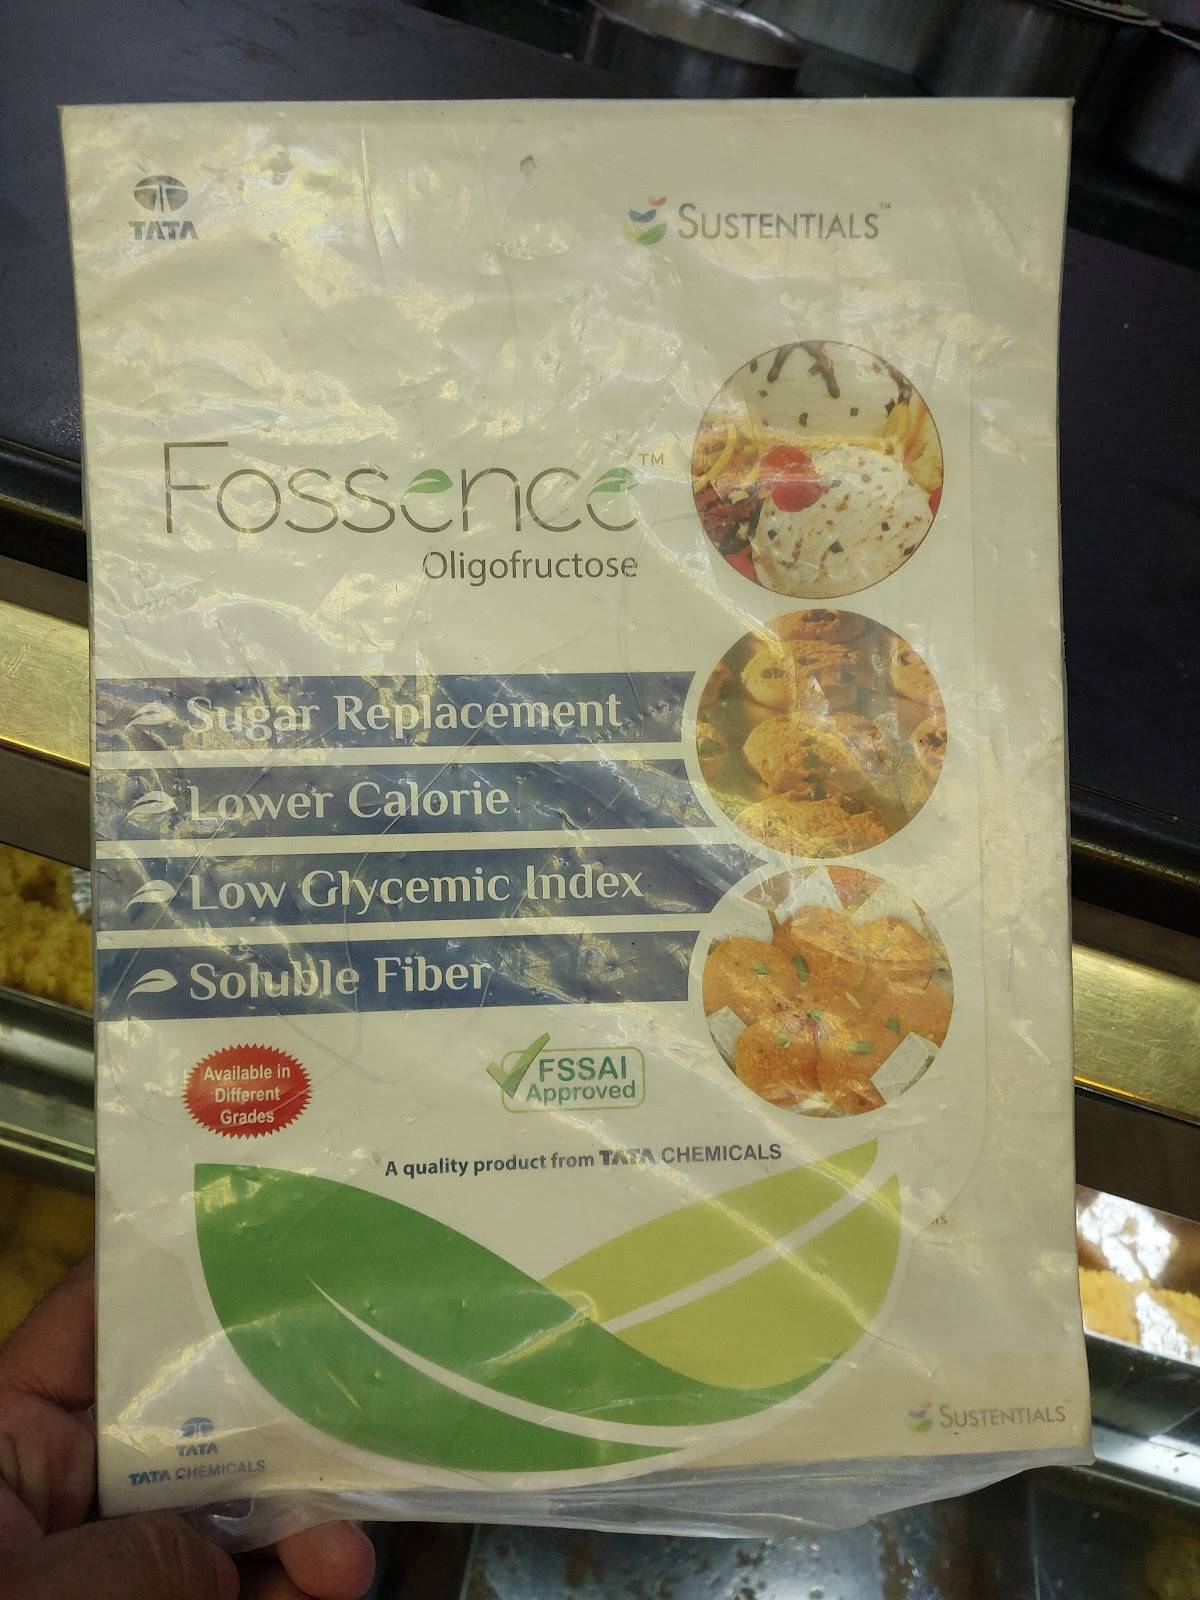 TATA
SUSTENTIALS™
Fossence™
Oligofructose
Sugar Replacement
Lower Calorie
Low Glycemic Index
Soluble Fiber
Available in
Different
Grades
FSSAI
Approved
A quality product from TATA CHEMICALS
TATA
TATA CHEMICALS
SUSTENTIALS™